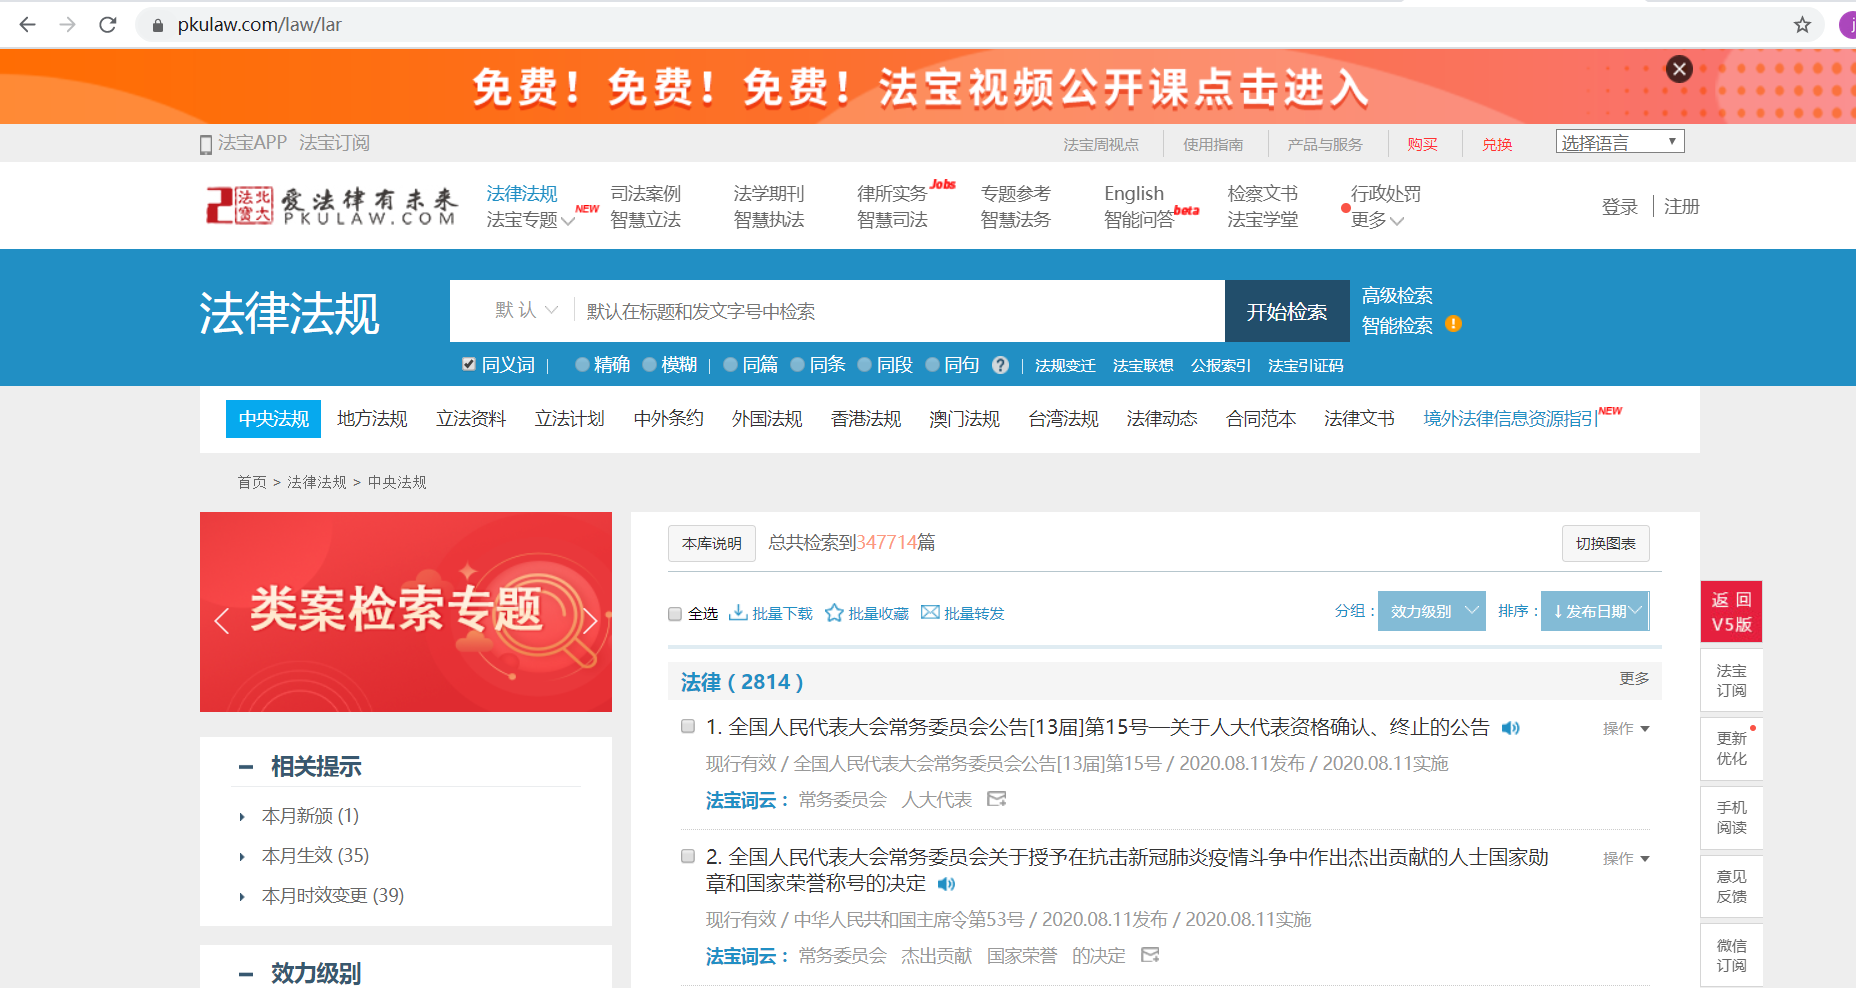 pkulaw.com/law/lar
j
免费！免费！免费！法宝视频公开课点击进入
法宝APP 法宝订阅 法宝周视点 使用指南 产品与服务 购买 兑换 选择语言
法宝 北大 爱法律有未来
PKULAW.COM
法律法规 司法案例 法学期刊 律所实务 Jobs 专题参考 English 检察文书 行政处罚
法宝专题 NEW 智慧立法 智慧执法 智慧司法 智慧法务 智能问答 beta 法宝学堂 更多
登录 注册
法律法规
默认 默认在标题和发文字号中检索 开始检索
高级检索
智能检索
同义词 | 精确 模糊 | 同篇 同条 同段 同句 ? | 法规变迁 法宝联想 公报索引 法宝引证码
中央法规 地方法规 立法资料 立法计划 中外条约 外国法规 香港法规 澳门法规 台湾法规 法律动态 合同范本 法律文书 境外法律信息资源指引 NEW
首页 > 法律法规 > 中央法规
类案检索专题
相关提示
本月新颁 (1)
本月生效 (35)
本月时效变更 (39)
效力级别
本库说明 总共检索到347714篇 切换图表
全选 批量下载 批量收藏 批量转发 分组： 效力级别 排序： ↓发布日期
法律（2814） 更多
1. 全国人民代表大会常务委员会公告[13届]第15号—关于人大代表资格确认、终止的公告 操作
现行有效 / 全国人民代表大会常务委员会公告[13届]第15号 / 2020.08.11发布 / 2020.08.11实施
法宝词云： 常务委员会 人大代表
2. 全国人民代表大会常务委员会关于授予在抗击新冠肺炎疫情斗争中作出杰出贡献的人士国家勋 操作
章和国家荣誉称号的决定
现行有效 / 中华人民共和国主席令第53号 / 2020.08.11发布 / 2020.08.11实施
法宝词云： 常务委员会 杰出贡献 国家荣誉 的决定
返回
V5版
法宝
订阅
更新
优化
手机
阅读
意见
反馈
微信
订阅